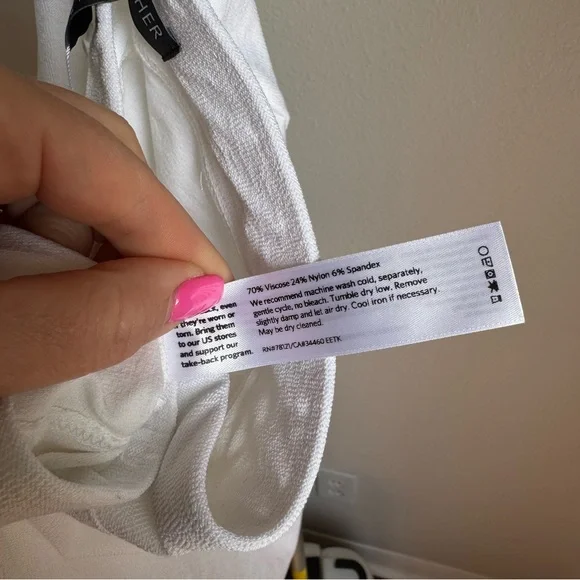 HER
70% Viscose 24% Nylon 6% Spandex
We recommend machine wash cold, separately,
gentle cycle, no bleach. Tumble dry low. Remove
slightly damp and let air dry. Cool iron if necessary.
May be dry cleaned.
RN#78121/CA#34460 EETK
even
they're worn or
torn. Bring them
to our US stores
and support our
take-back program.